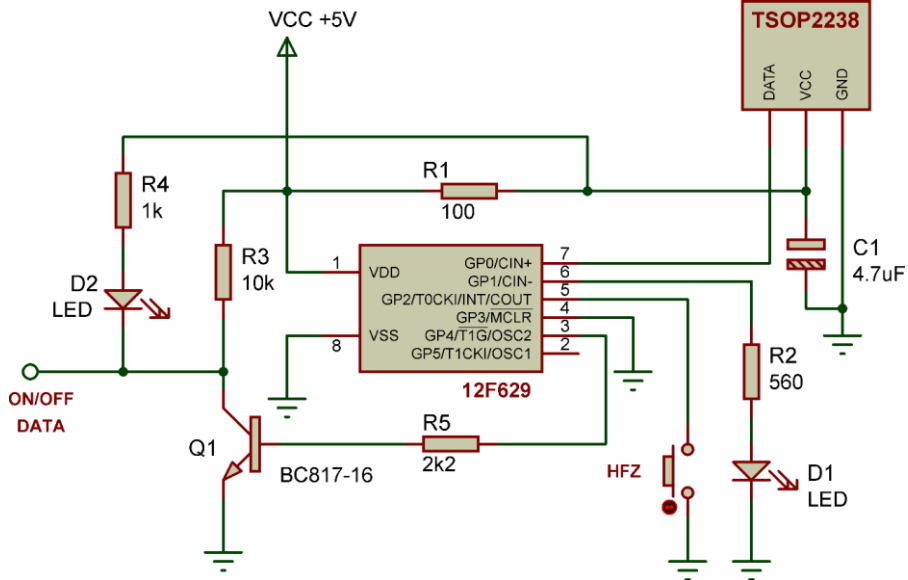 VCC +5V
TSOP2238
DATA
VCC
GND
R4
1k
R1
100
R3
10k
C1
4.7uF
D2
LED
1
VDD
8
VSS
GP0/CIN+
7
GP1/CIN-
6
GP2/T0CKI/INT/COUT
5
GP3/MCLR
4
GP4/T1G/OSC2
3
GP5/T1CKI/OSC1
2
12F629
R2
560
ON/OFF
DATA
Q1
BC817-16
R5
2k2
HFZ
D1
LED